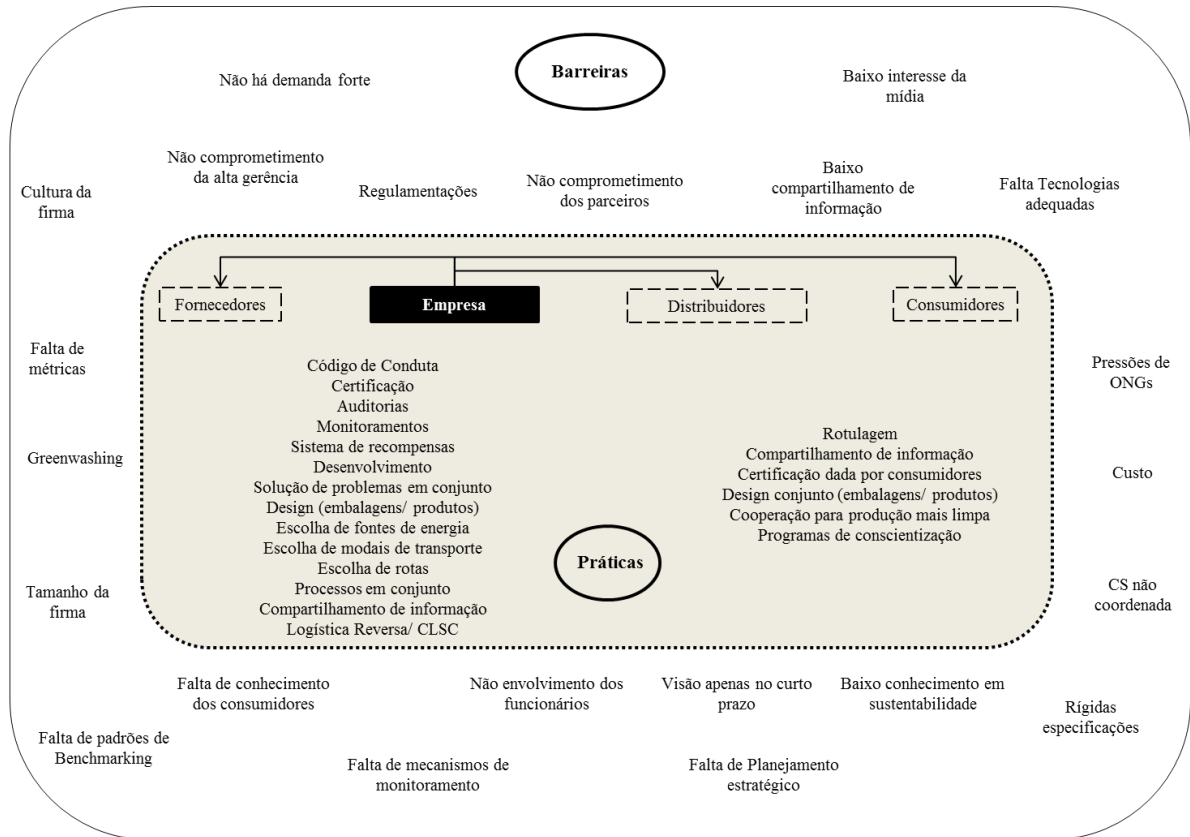 Barreiras
Não há demanda forte
Baixo interesse da
mídia
Cultura da
firma
Não comprometimento
da alta gerência
Regulamentações
Não comprometimento
dos parceiros
Baixo
compartilhamento de
informação
Falta Tecnologias
adequadas
Fornecedores
Empresa
Distribuidores
Consumidores
Falta de
métricas
Greenwashing
Tamanho da
firma
Código de Conduta
Certificação
Auditorias
Monitoramentos
Sistema de recompensas
Desenvolvimento
Solução de problemas em conjunto
Design (embalagens/ produtos)
Escolha de fontes de energia
Escolha de modais de transporte
Escolha de rotas
Processos em conjunto
Compartilhamento de informação
Logística Reversa/ CLSC
Práticas
Rotulagem
Compartilhamento de informação
Certificação dada por consumidores
Design conjunto (embalagens/ produtos)
Cooperação para produção mais limpa
Programas de conscientização
Pressões de
ONGs
Custo
CS não
coordenada
Falta de conhecimento
dos consumidores
Não envolvimento dos
funcionários
Visão apenas no curto
prazo
Baixo conhecimento em
sustentabilidade
Rígidas
especificações
Falta de padrões de
Benchmarking
Falta de mecanismos de
monitoramento
Falta de Planejamento
estratégico